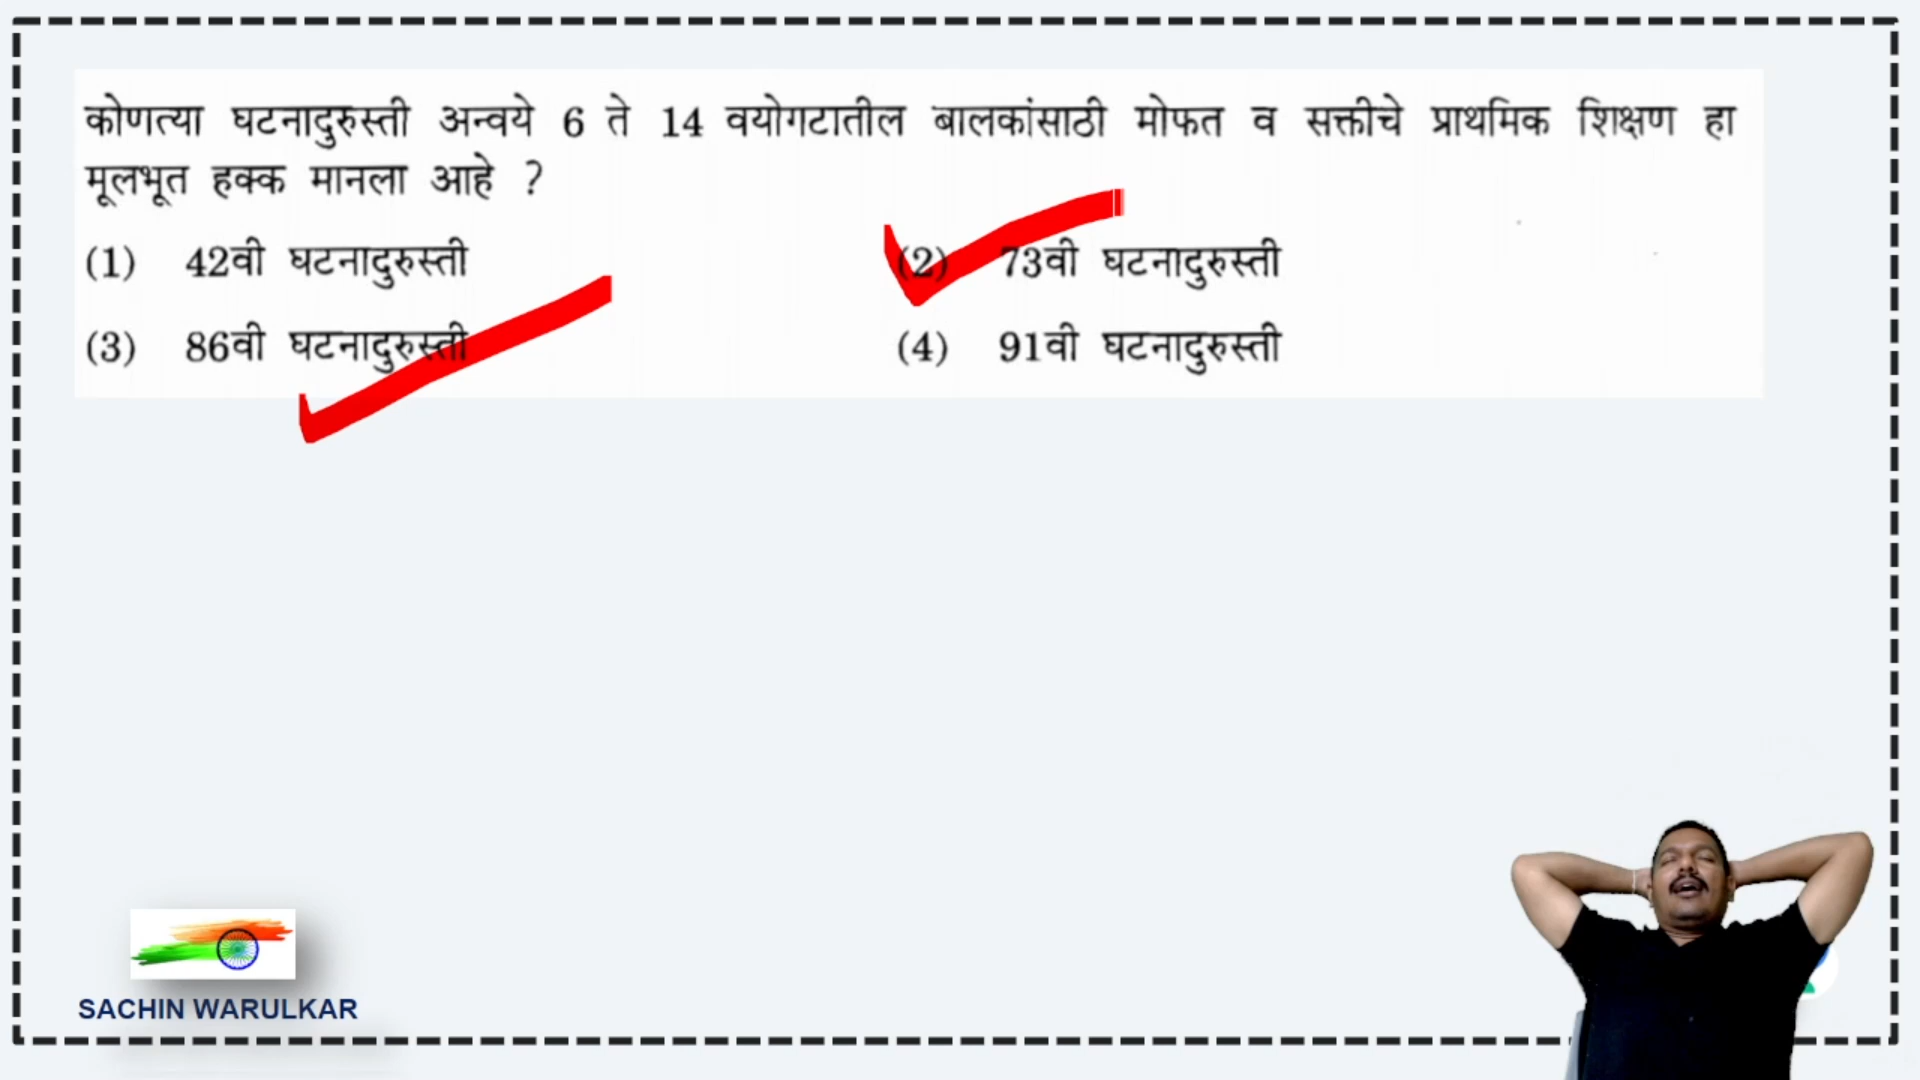 कोणत्या घटनादुरुस्ती अन्वये 6 ते 14 वयोगटातील बालकांसाठी मोफत व सक्तीचे प्राथमिक शिक्षण हा
मूलभूत हक्क मानला आहे ?
(1) 42वी घटनादुरुस्ती (2) 73वी घटनादुरुस्ती
(3) 86वी घटनादुरुस्ती (4) 91वी घटनादुरुस्ती
SACHIN WARULKAR